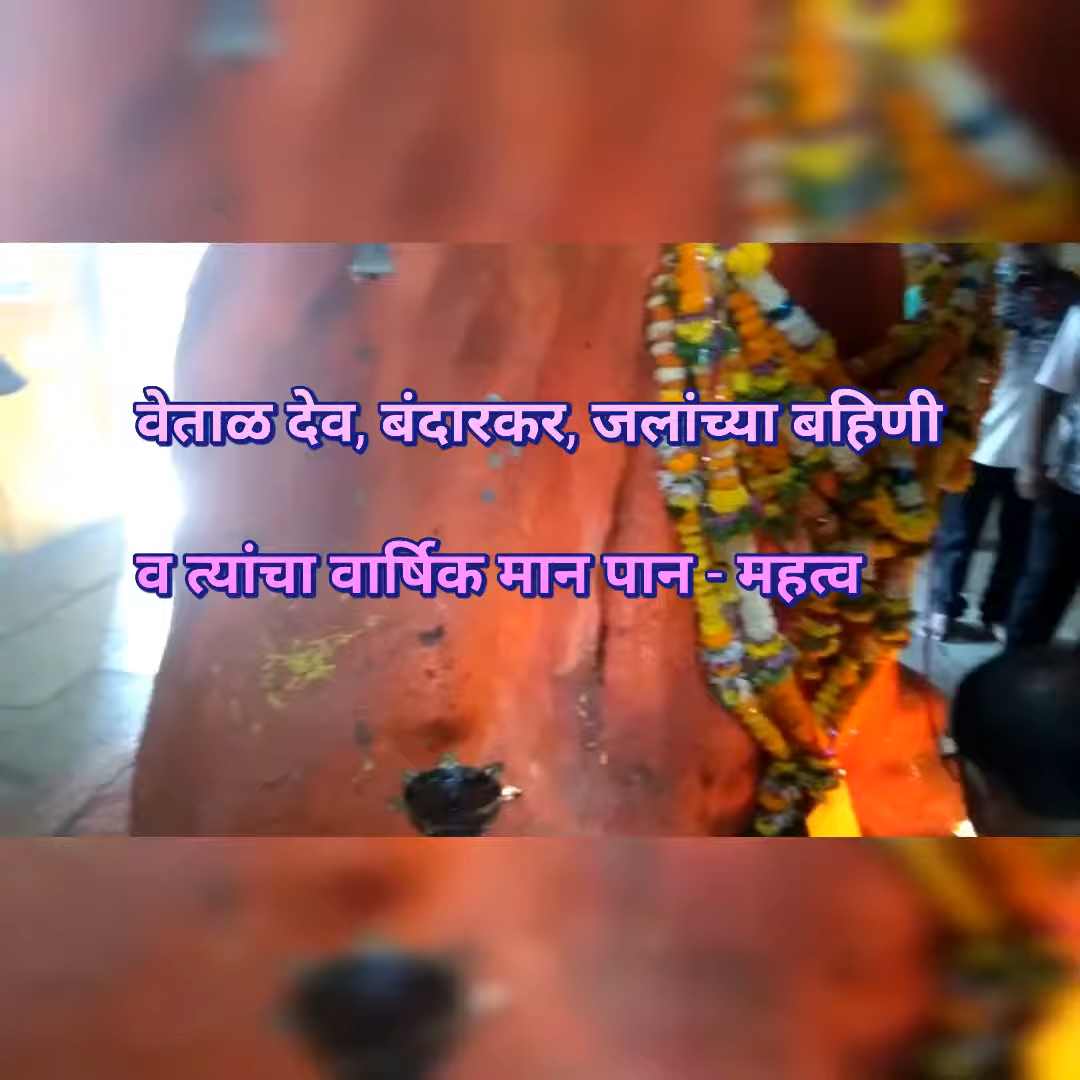 वेताळ देव, बंदारकर, जलांच्या बहिणी
व त्यांचा वार्षिक मान पान - महत्व